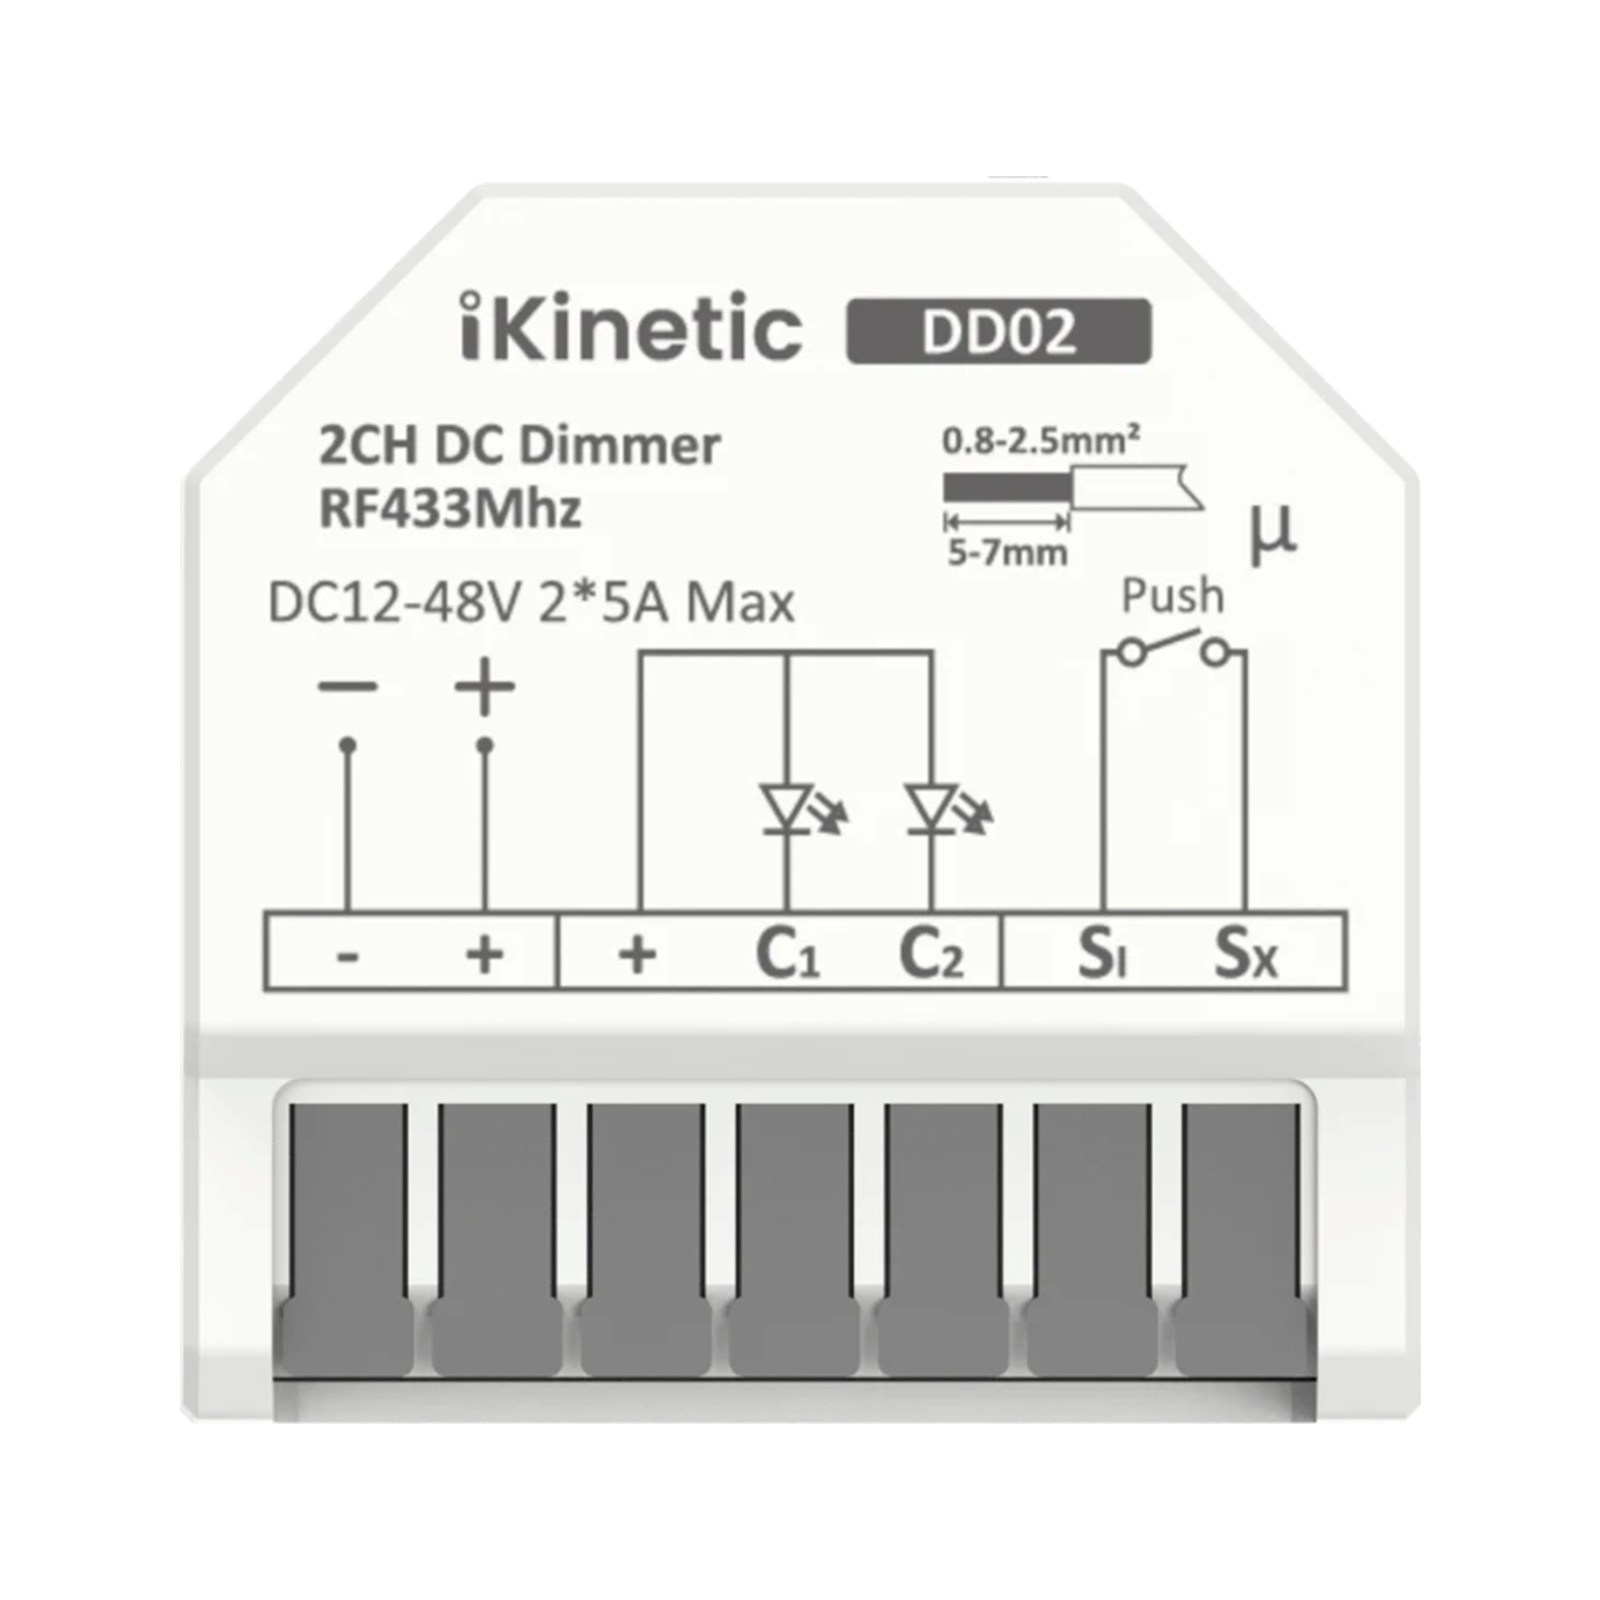 iKinetic DD02
2CH DC Dimmer
RF433Mhz
DC12-48V 2*5A Max
0.8-2.5mm²
5-7mm
µ
Push
− +
- + + C1 C2 SI SX